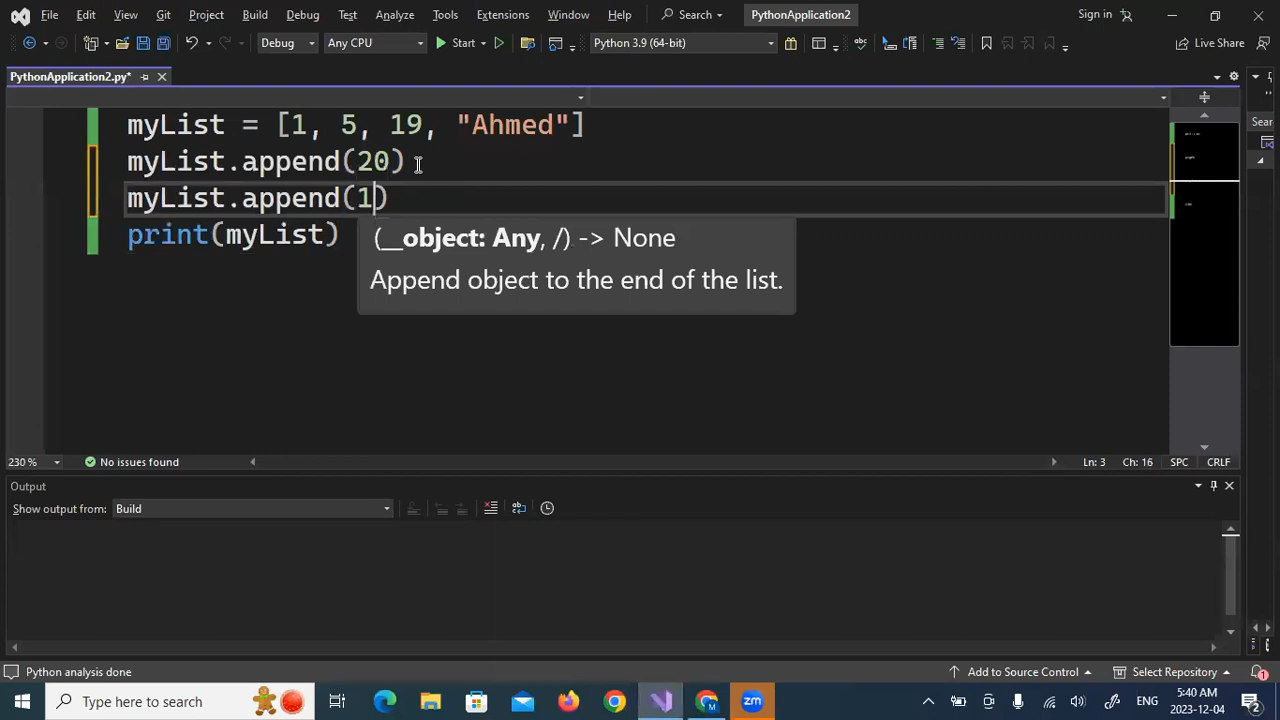 File Edit View Git Project Build Debug Test Analyze Tools Extensions Window Help Search PythonApplication2 Sign in
Debug Any CPU Start Python 3.9 (64-bit) Live Share
PythonApplication2.py*
myList = [1, 5, 19, "Ahmed"]
myList.append(20)
myList.append(1)
print(myList)
(__object: Any, /) -> None
Append object to the end of the list.
230 % No issues found Ln: 3 Ch: 16 SPC CRLF
Output
Show output from: Build
Python analysis done Add to Source Control Select Repository 1
Type here to search zm ENG 5:40 AM
2023-12-04 2
Sear